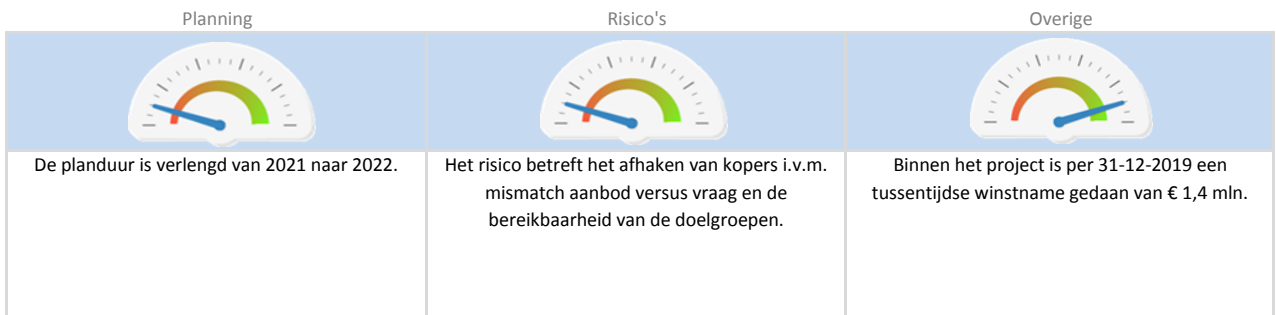 Planning
Risico's
Overige
De planduur is verlengd van 2021 naar 2022.
Het risico betreft het afhaken van kopers i.v.m.
mismatch aanbod versus vraag en de
bereikbaarheid van de doelgroepen.
Binnen het project is per 31-12-2019 een
tussentijdse winstname gedaan van € 1,4 mln.